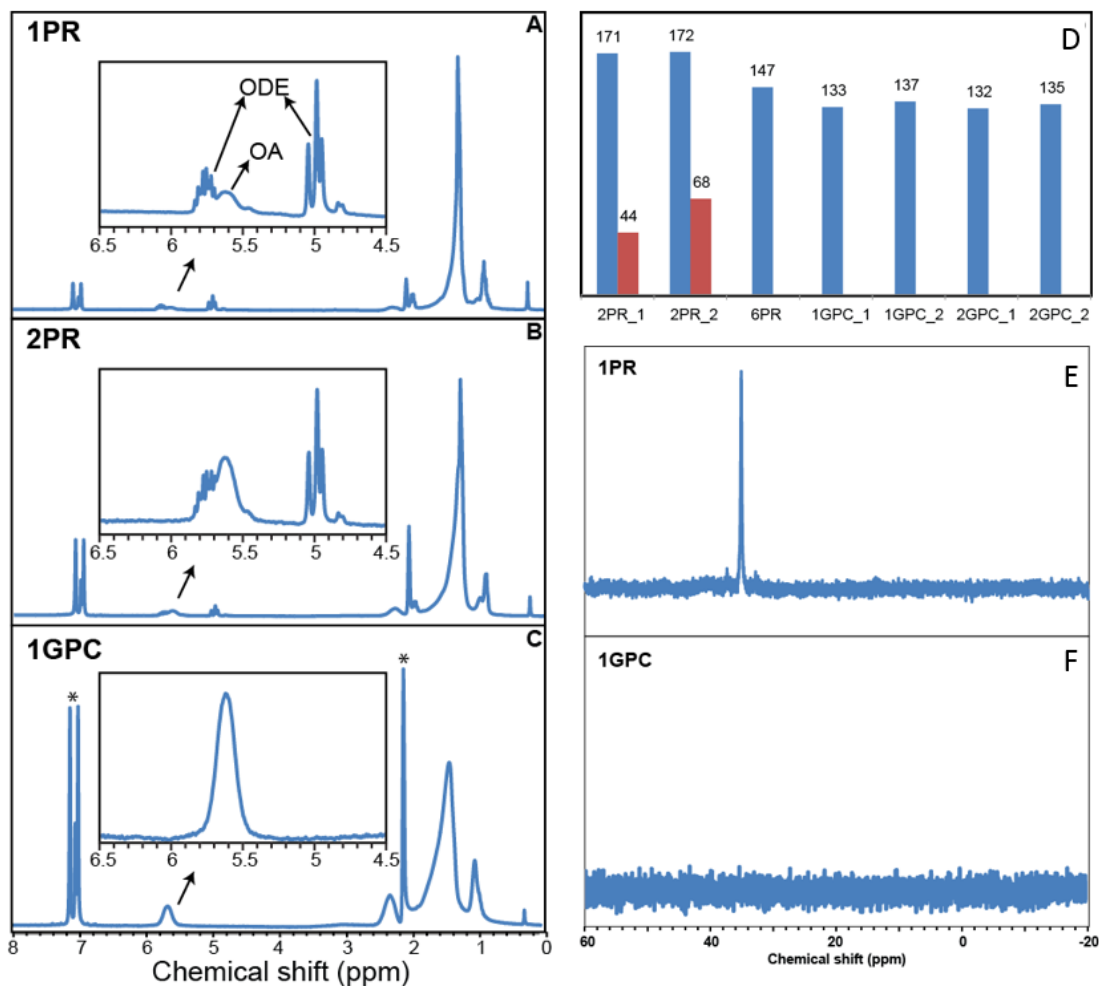 1PR
A
ODE
OA
6.5 6 5.5 5 4.5
2PR
B
6.5 6 5.5 5 4.5
1GPC
C
*
*
6.5 6 5.5 5 4.5
8 7 6 5 4 3 2 1 0
Chemical shift (ppm)
D
171 172 147 133 137 132 135
44 68
2PR_1 2PR_2 6PR 1GPC_1 1GPC_2 2GPC_1 2GPC_2
1PR
E
1GPC
F
60 40 20 0 -20
Chemical shift (ppm)